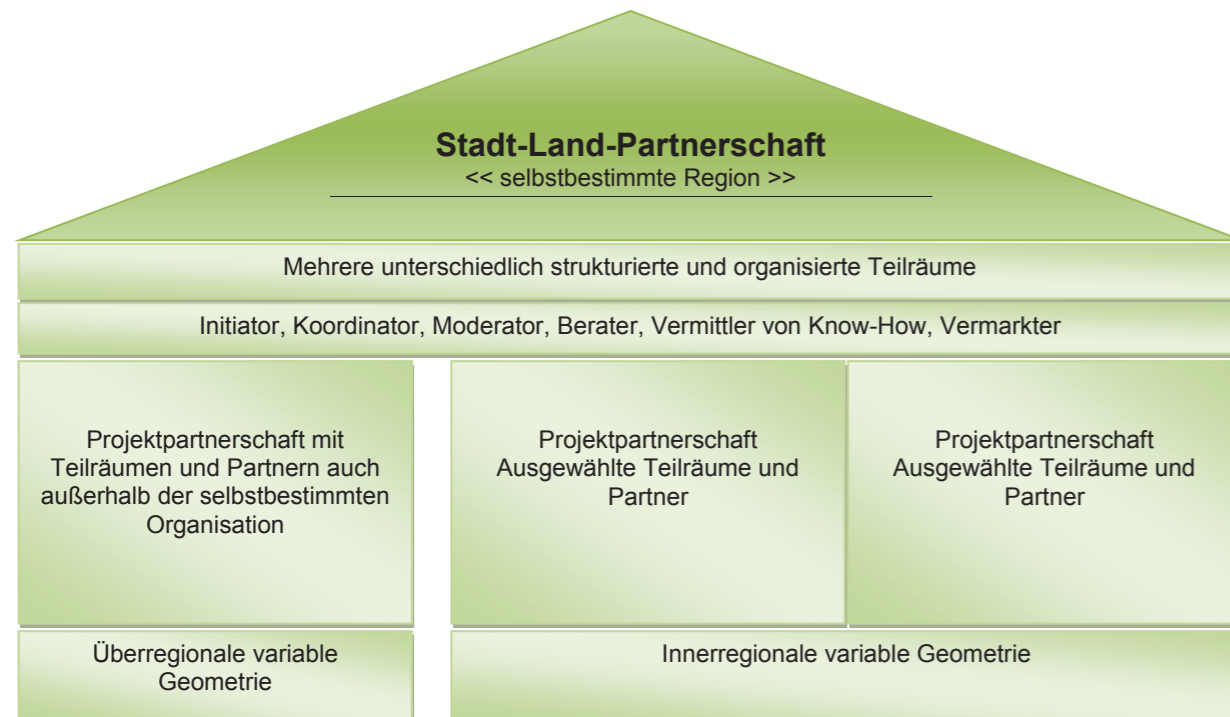 Stadt-Land-Partnerschaft
<< selbstbestimmte Region >>
Mehrere unterschiedlich strukturierte und organisierte Teilräume
Initiator, Koordinator, Moderator, Berater, Vermittler von Know-How, Vermarkter
Projektpartnerschaft mit
Teilräumen und Partnern auch
außerhalb der selbstbestimmten
Organisation
Projektpartnerschaft
Ausgewählte Teilräume und
Partner
Projektpartnerschaft
Ausgewählte Teilräume und
Partner
Überregionale variable
Geometrie
Innerregionale variable Geometrie